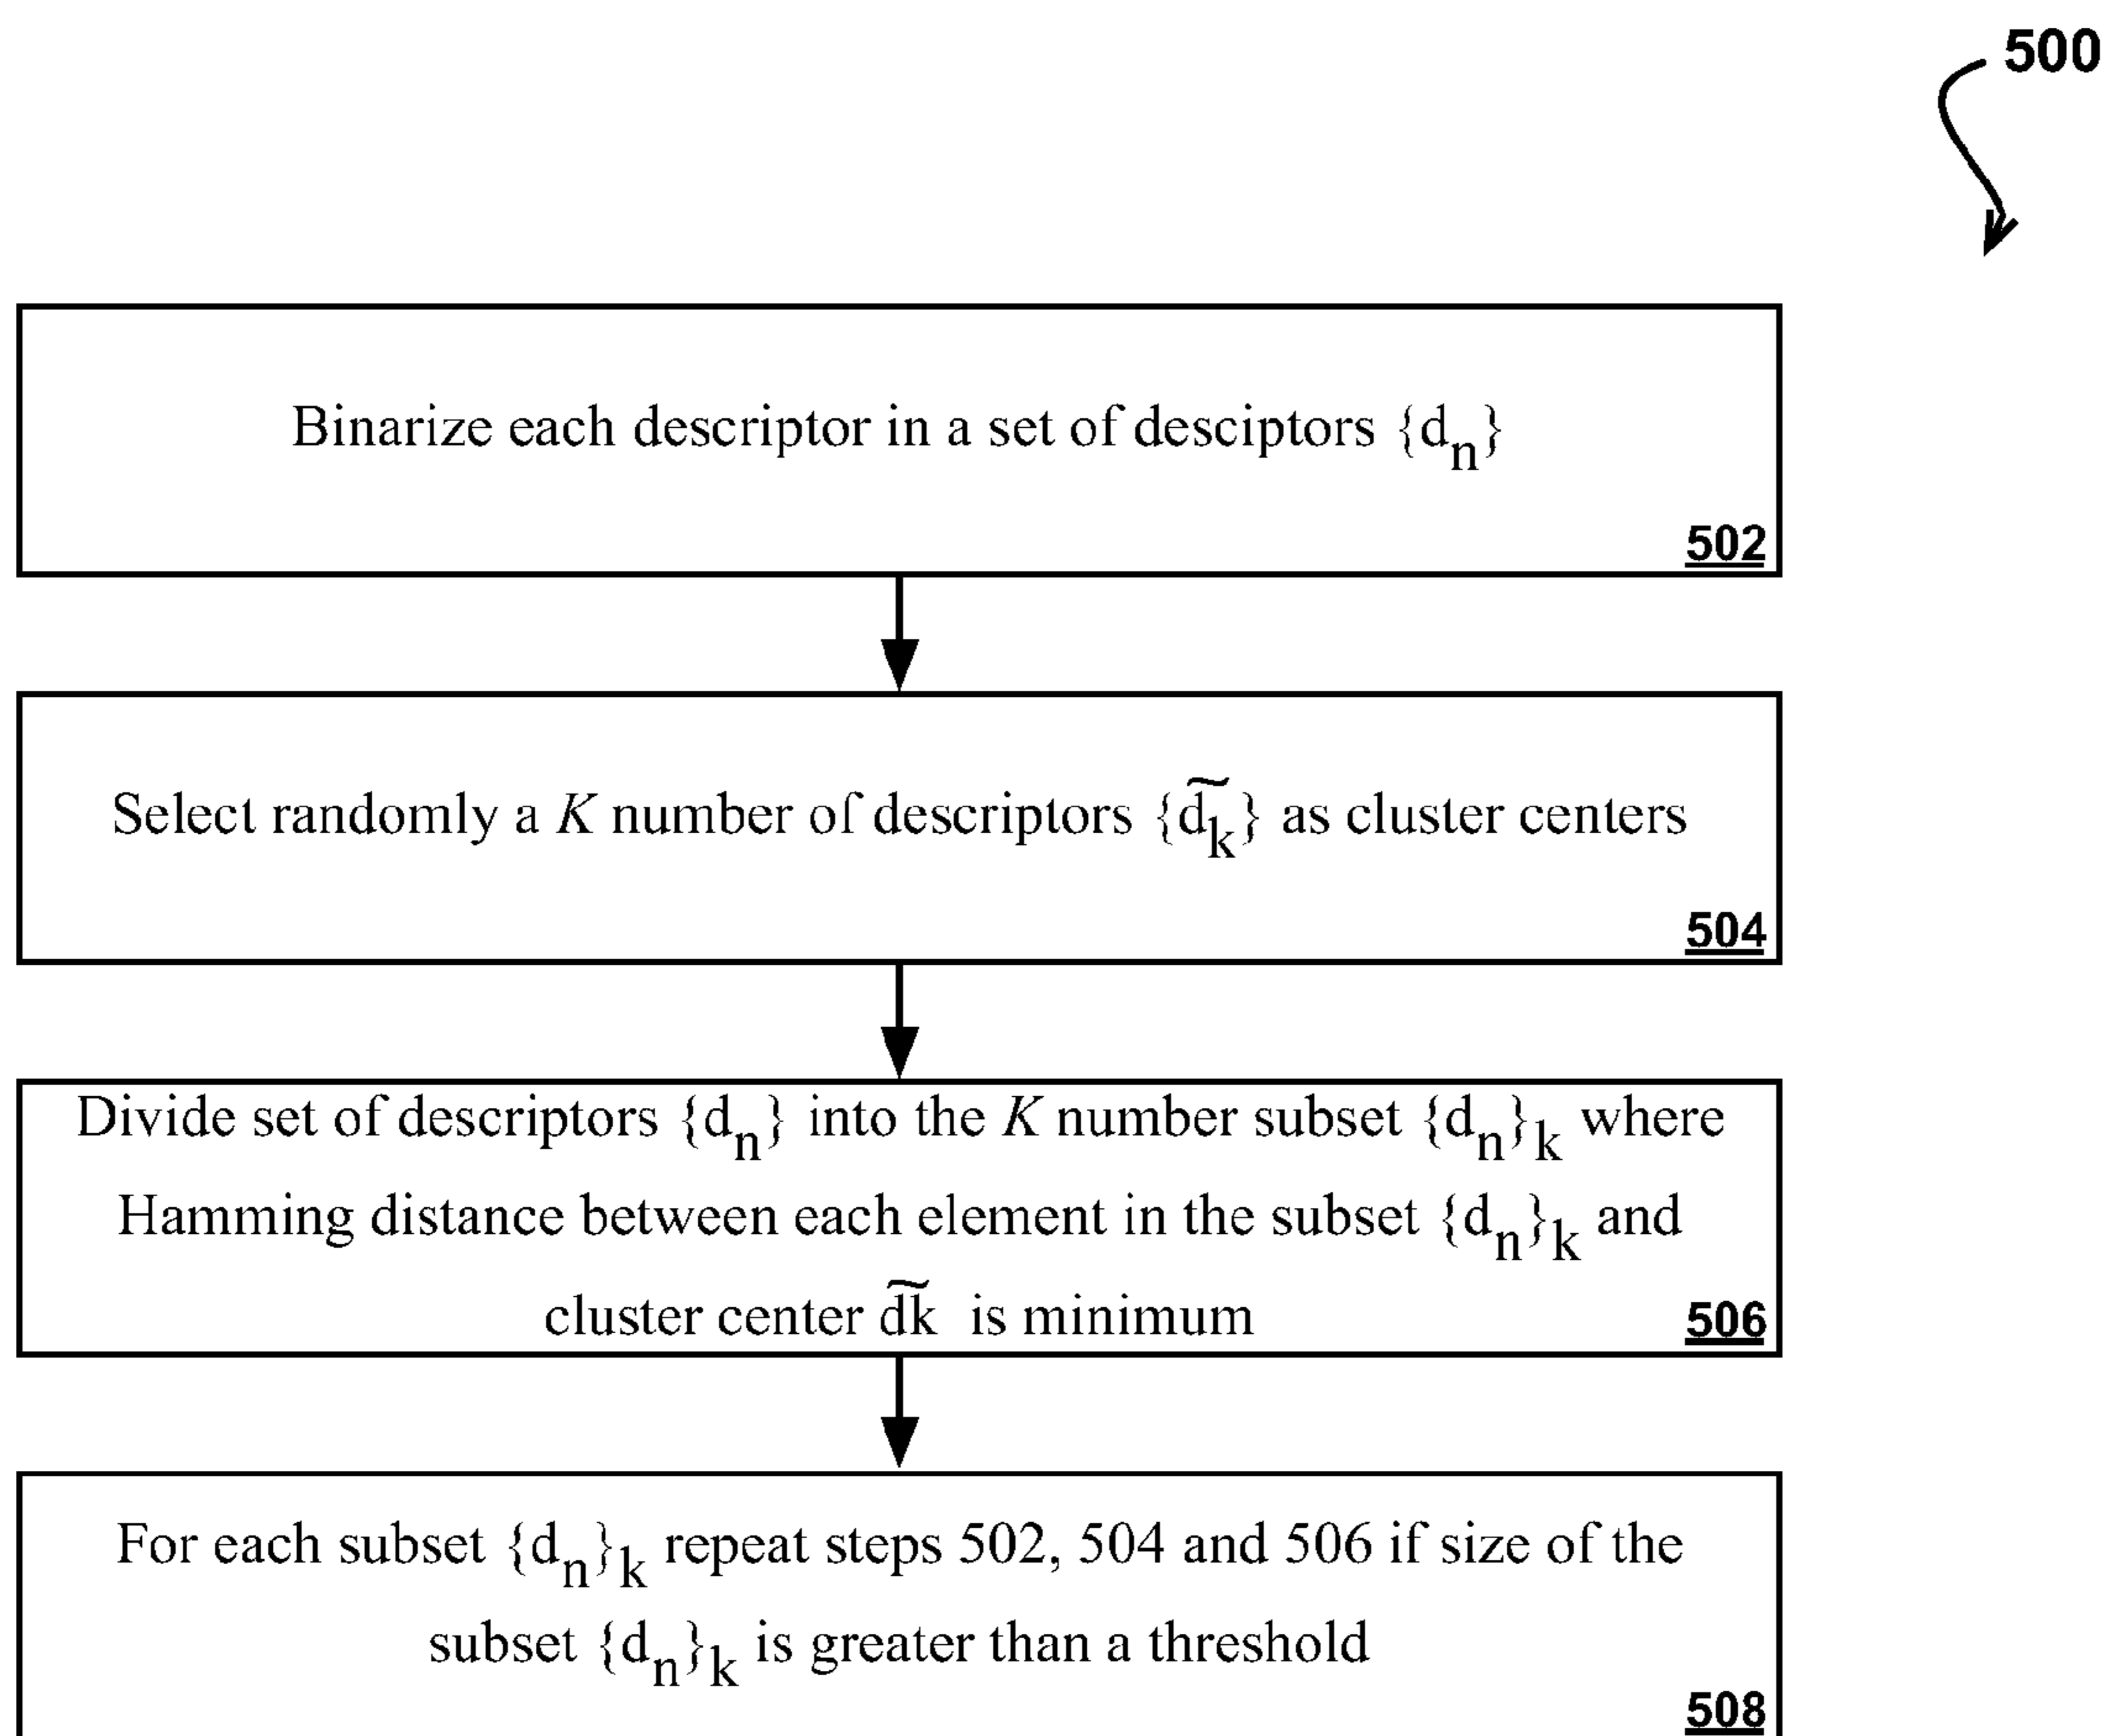 500
Binarize each descriptor in a set of desciptors {dₙ}
502
Select randomly a K number of descriptors {d̃ₖ} as cluster centers
504
Divide set of descriptors {dₙ} into the K number subset {dₙ}ₖ where
Hamming distance between each element in the subset {dₙ}ₖ and
cluster center d͠k is minimum
506
For each subset {dₙ}ₖ repeat steps 502, 504 and 506 if size of the
subset {dₙ}ₖ is greater than a threshold
508